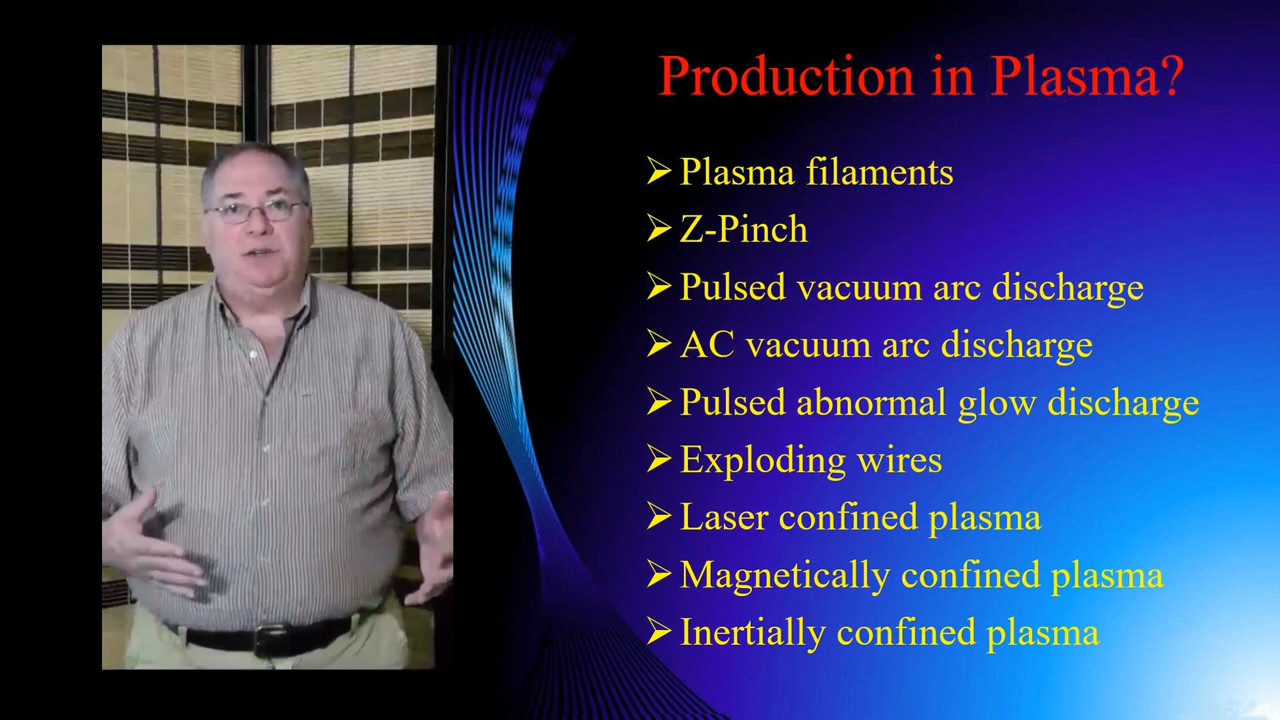 Production in Plasma?
➢ Plasma filaments
➢ Z-Pinch
➢ Pulsed vacuum arc discharge
➢ AC vacuum arc discharge
➢ Pulsed abnormal glow discharge
➢ Exploding wires
➢ Laser confined plasma
➢ Magnetically confined plasma
➢ Inertially confined plasma